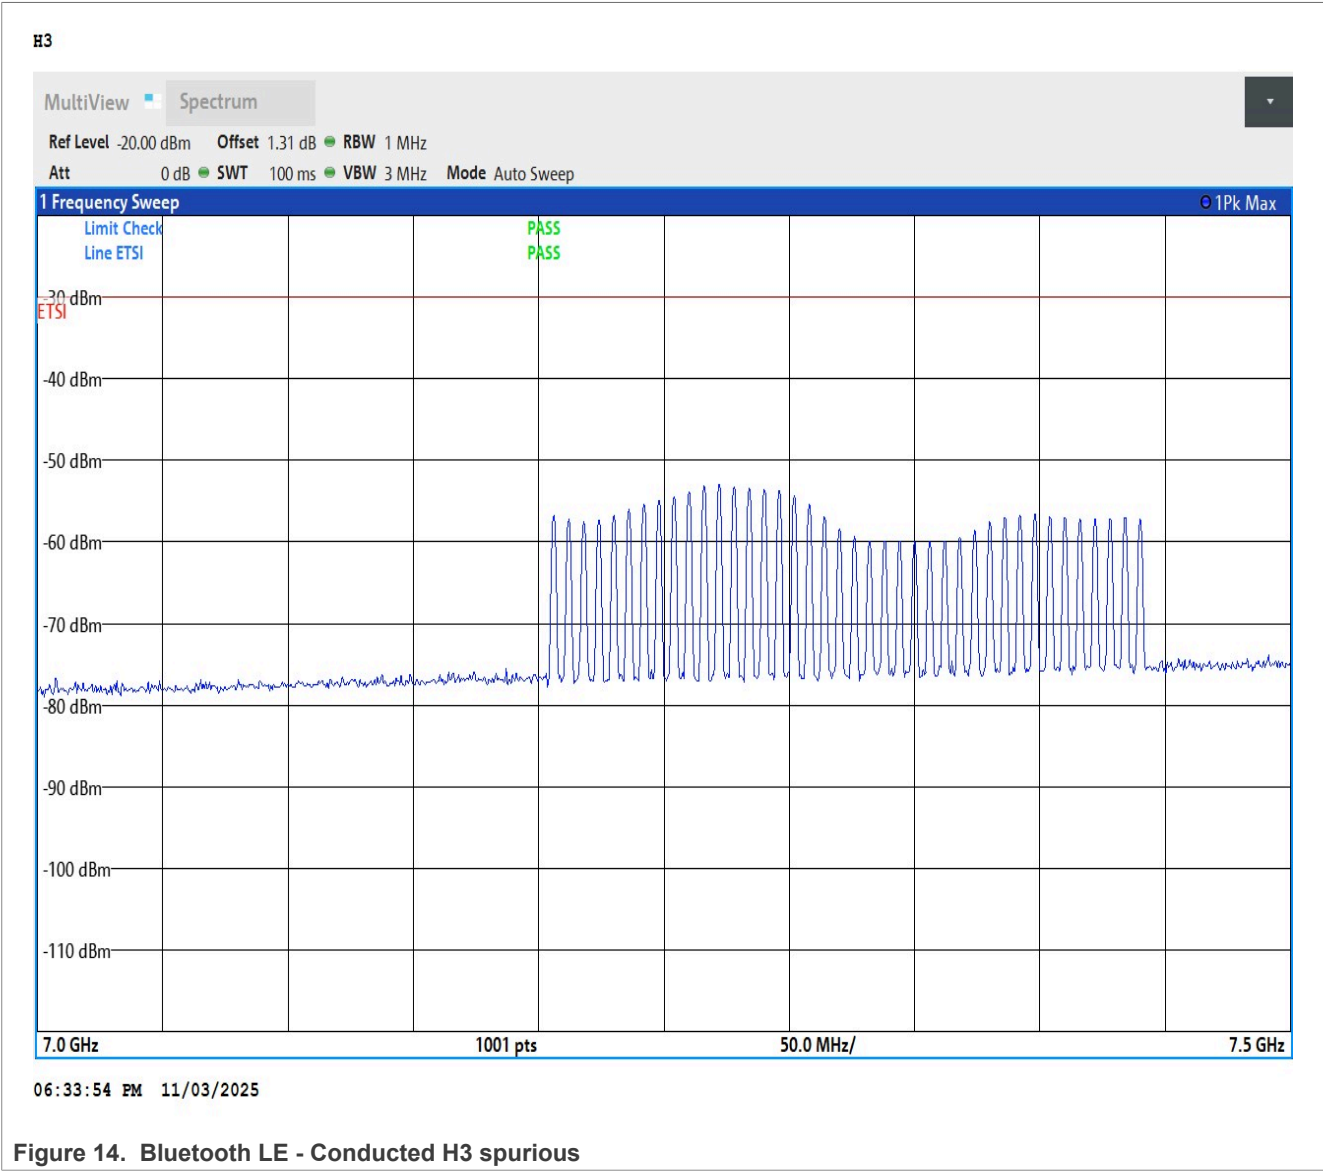 H3
MultiView Spectrum
Ref Level -20.00 dBm Offset 1.31 dB RBW 1 MHz
Att 0 dB SWT 100 ms VBW 3 MHz Mode Auto Sweep
1 Frequency Sweep 1Pk Max
Limit Check PASS
Line ETSI PASS
-30 dBm
ETSI
-40 dBm
-50 dBm
-60 dBm
-70 dBm
-80 dBm
-90 dBm
-100 dBm
-110 dBm
7.0 GHz 1001 pts 50.0 MHz/ 7.5 GHz
06:33:54 PM 11/03/2025
Figure 14. Bluetooth LE - Conducted H3 spurious